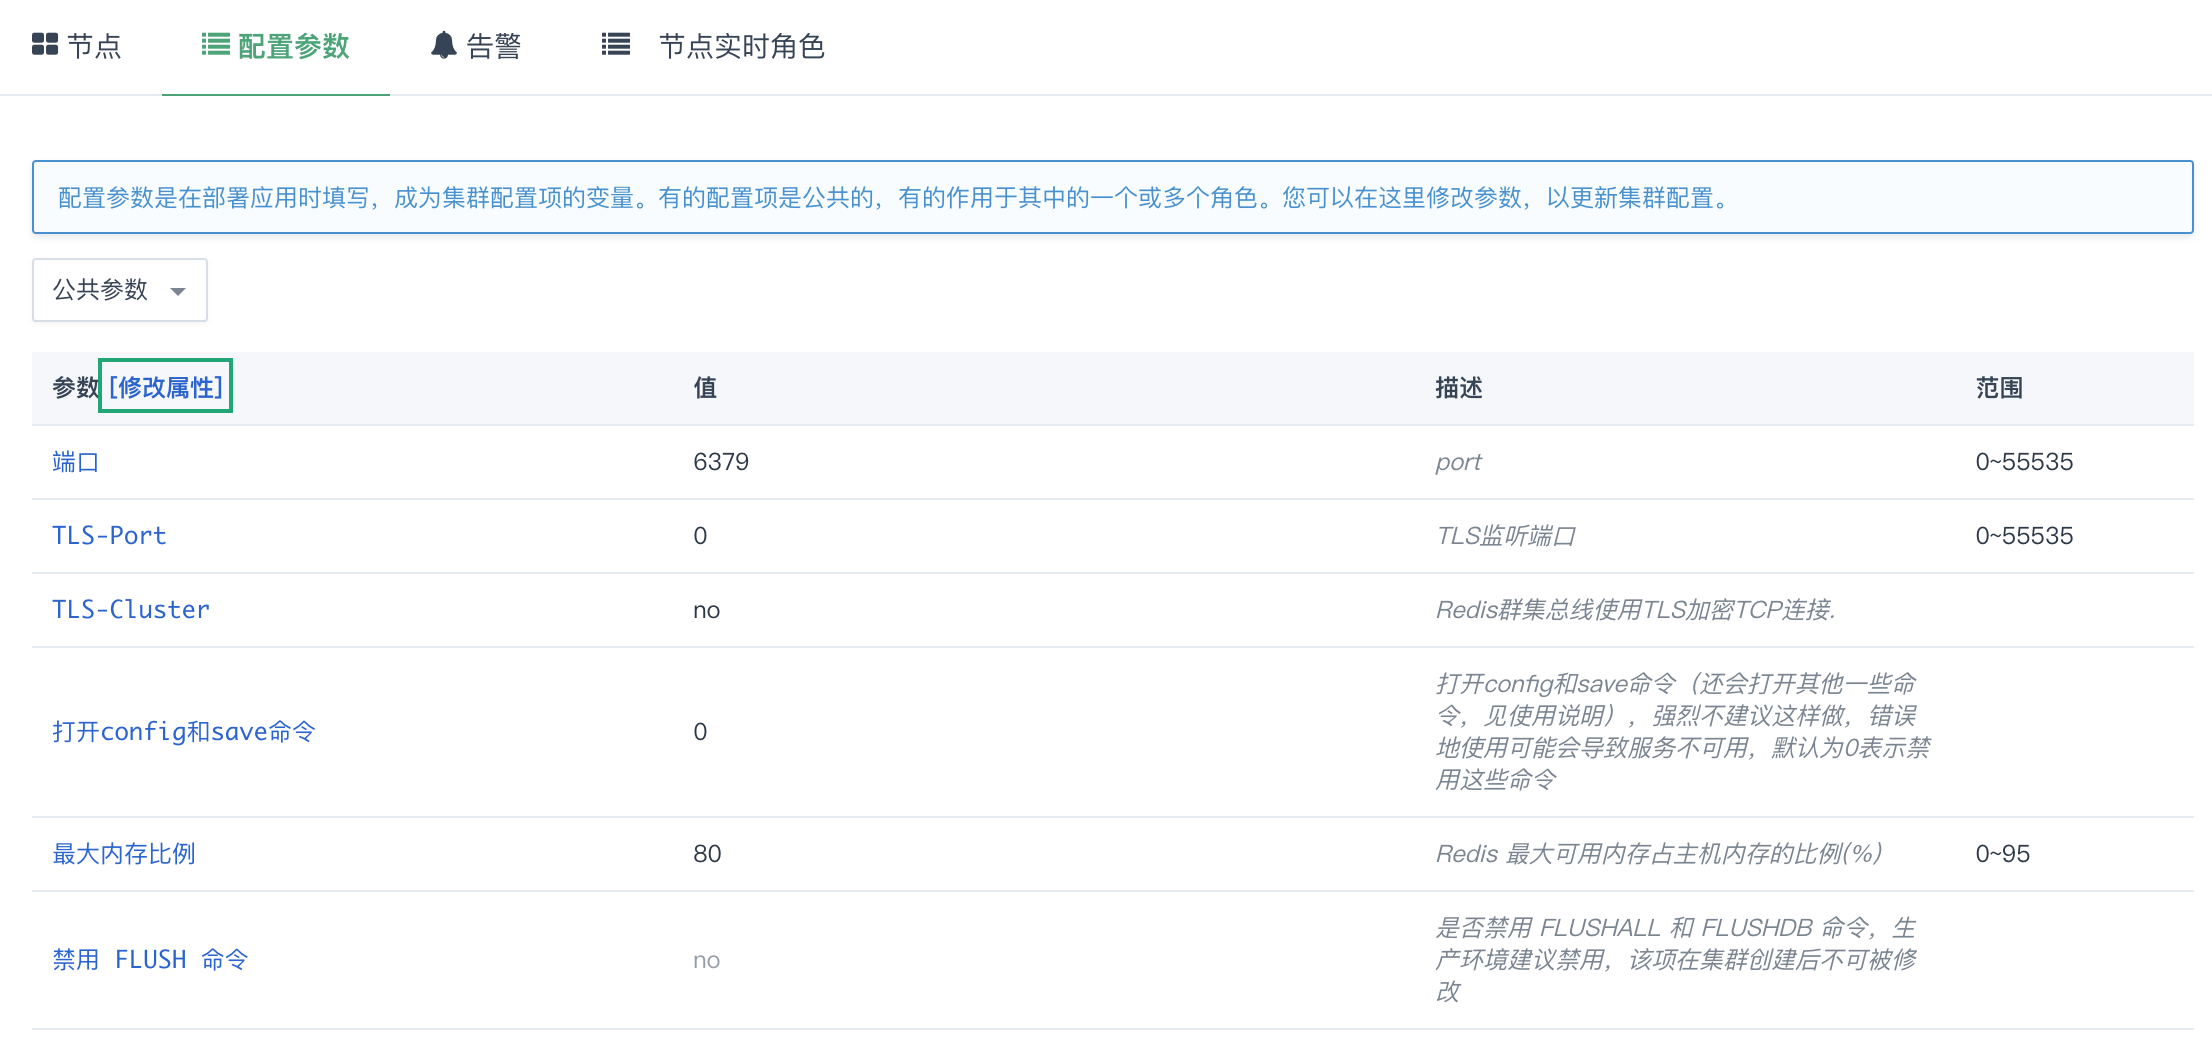 节点
配置参数
告警
节点实时角色
配置参数是在部署应用时填写，成为集群配置项的变量。有的配置项是公共的，有的作用于其中的一个或多个角色。您可以在这里修改参数，以更新集群配置。
公共参数
参数 [修改属性] 值 描述 范围
端口 6379 port 0~55535
TLS-Port 0 TLS监听端口 0~55535
TLS-Cluster no Redis群集总线使用TLS加密TCP连接.
打开config和save命令 0 打开config和save命令（还会打开其他一些命
令，见使用说明），强烈不建议这样做，错误
地使用可能会导致服务不可用，默认为0表示禁
用这些命令
最大内存比例 80 Redis 最大可用内存占主机内存的比例(%) 0~95
禁用 FLUSH 命令 no 是否禁用 FLUSHALL 和 FLUSHDB 命令，生
产环境建议禁用，该项在集群创建后不可被修
改